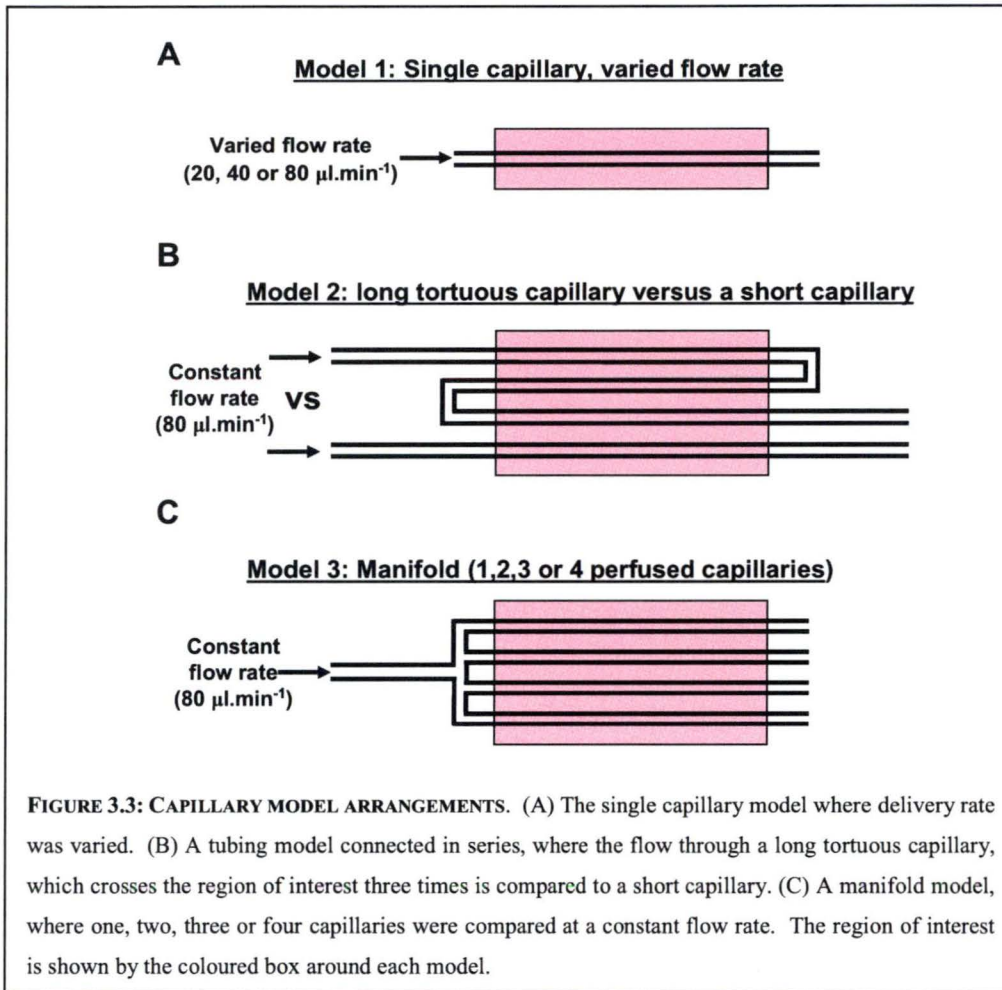 A
Model 1: Single capillary, varied flow rate
Varied flow rate
(20, 40 or 80 µl.min-1)
B
Model 2: long tortuous capillary versus a short capillary
Constant
flow rate vs
(80 µl.min-1)
C
Model 3: Manifold (1,2,3 or 4 perfused capillaries)
Constant
flow rate
(80 µl.min-1)
FIGURE 3.3: CAPILLARY MODEL ARRANGEMENTS. (A) The single capillary model where delivery rate
was varied. (B) A tubing model connected in series, where the flow through a long tortuous capillary,
which crosses the region of interest three times is compared to a short capillary. (C) A manifold model,
where one, two, three or four capillaries were compared at a constant flow rate. The region of interest
is shown by the coloured box around each model.